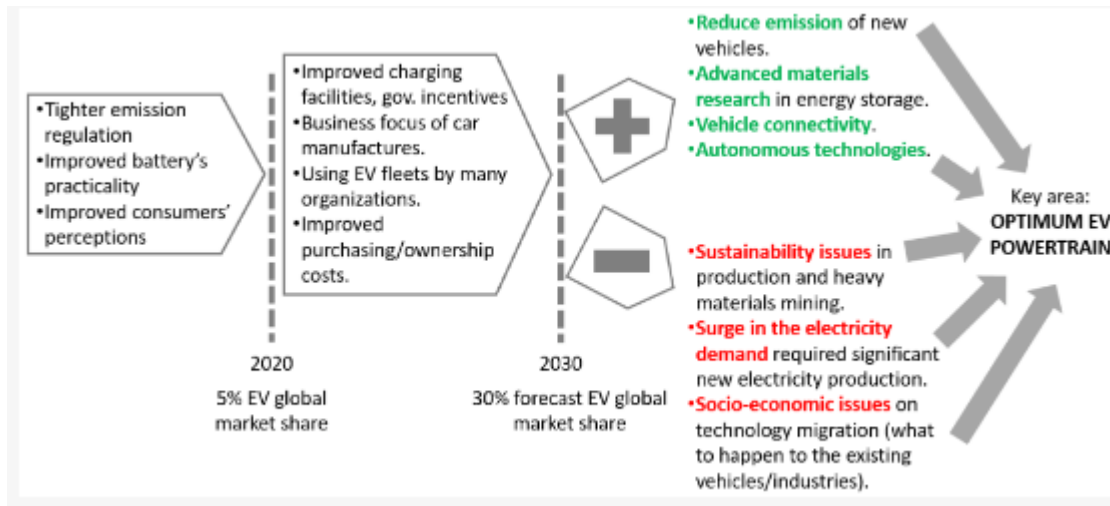 •Tighter emission
regulation
•Improved battery's
practicality
•Improved consumers'
perceptions
•Improved charging
facilities, gov. incentives
•Business focus of car
manufactures.
•Using EV fleets by many
organizations.
•Improved
purchasing/ownership
costs.
2020
5% EV global
market share
2030
30% forecast EV global
market share
•Reduce emission of new
vehicles.
•Advanced materials
research in energy storage.
•Vehicle connectivity.
•Autonomous technologies.
•Sustainability issues in
production and heavy
materials mining.
•Surge in the electricity
demand required significant
new electricity production.
•Socio-economic issues on
technology migration (what
to happen to the existing
vehicles/industries).
Key area:
OPTIMUM EV
POWERTRAIN